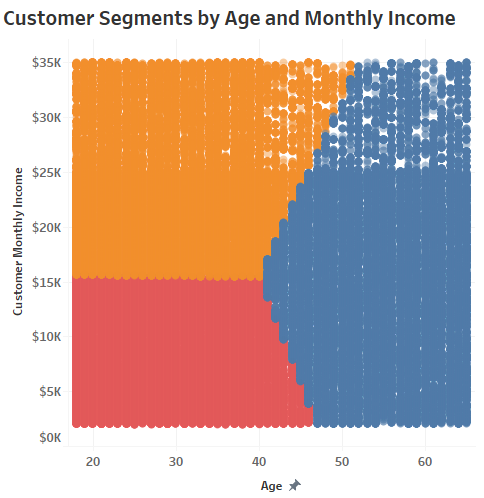 Customer Segments by Age and Monthly Income
$35K
$30K
$25K
$20K
$15K
$10K
$5K
$0K
Customer Monthly Income
20 30 40 50 60
Age